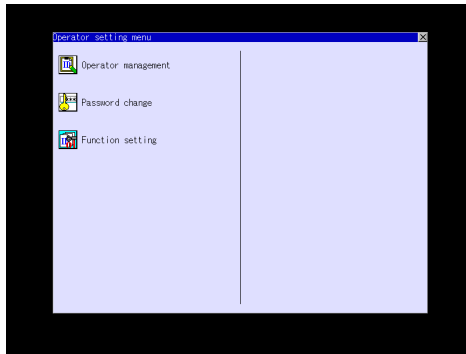 Operator setting menu
Operator management
Password change
Function setting